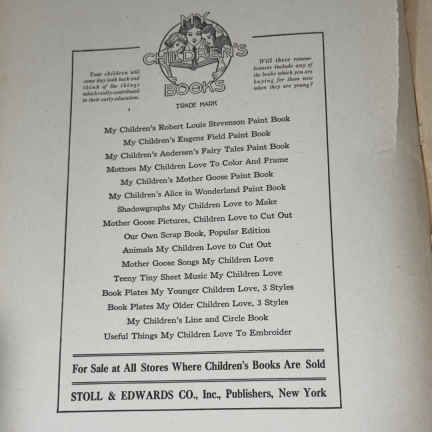 MY
CHILDREN'S
BOOKS
TRADE MARK
Your children will
some day look back and
think of the things
which really contributed
to their early education.
Will these remem-
brances include any of
the books which you are
buying for them now
when they are young?
My Children's Robert Louis Stevenson Paint Book
My Children's Eugene Field Paint Book
My Children's Andersen's Fairy Tales Paint Book
Mottoes My Children Love To Color And Frame
My Children's Mother Goose Paint Book
My Children's Alice in Wonderland Paint Book
Shadowgraphs My Children Love to Make
Mother Goose Pictures, Children Love to Cut Out
Our Own Scrap Book, Popular Edition
Animals My Children Love to Cut Out
Mother Goose Songs My Children Love
Teeny Tiny Sheet Music My Children Love
Book Plates My Younger Children Love, 3 Styles
Book Plates My Older Children Love, 3 Styles
My Children's Line and Circle Book
Useful Things My Children Love To Embroider
For Sale at All Stores Where Children's Books Are Sold
STOLL & EDWARDS CO., Inc., Publishers, New York